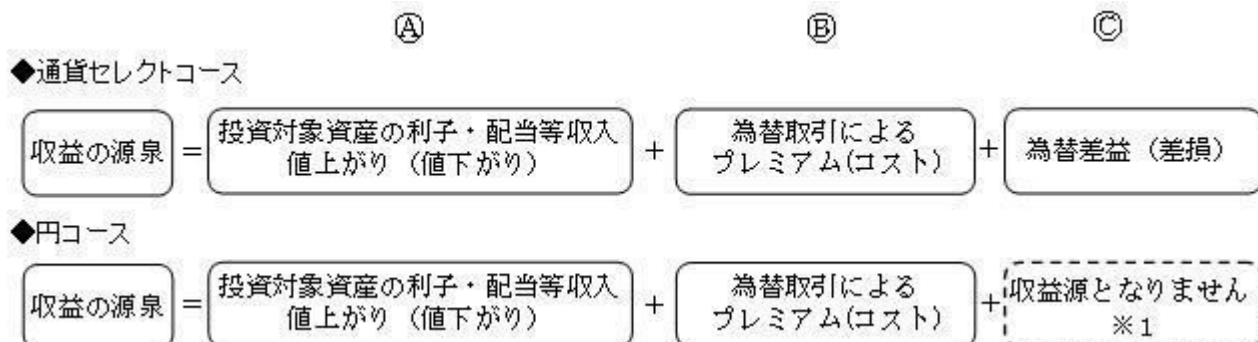 Ⓐ Ⓑ Ⓒ
◆通貨セレクトコース
収益の源泉 = 投資対象資産の利子・配当等収入 値上がり（値下がり） + 為替取引による プレミアム(コスト) + 為替差益（差損）
◆円コース
収益の源泉 = 投資対象資産の利子・配当等収入 値上がり（値下がり） + 為替取引による プレミアム(コスト) + 収益源となりません ※1